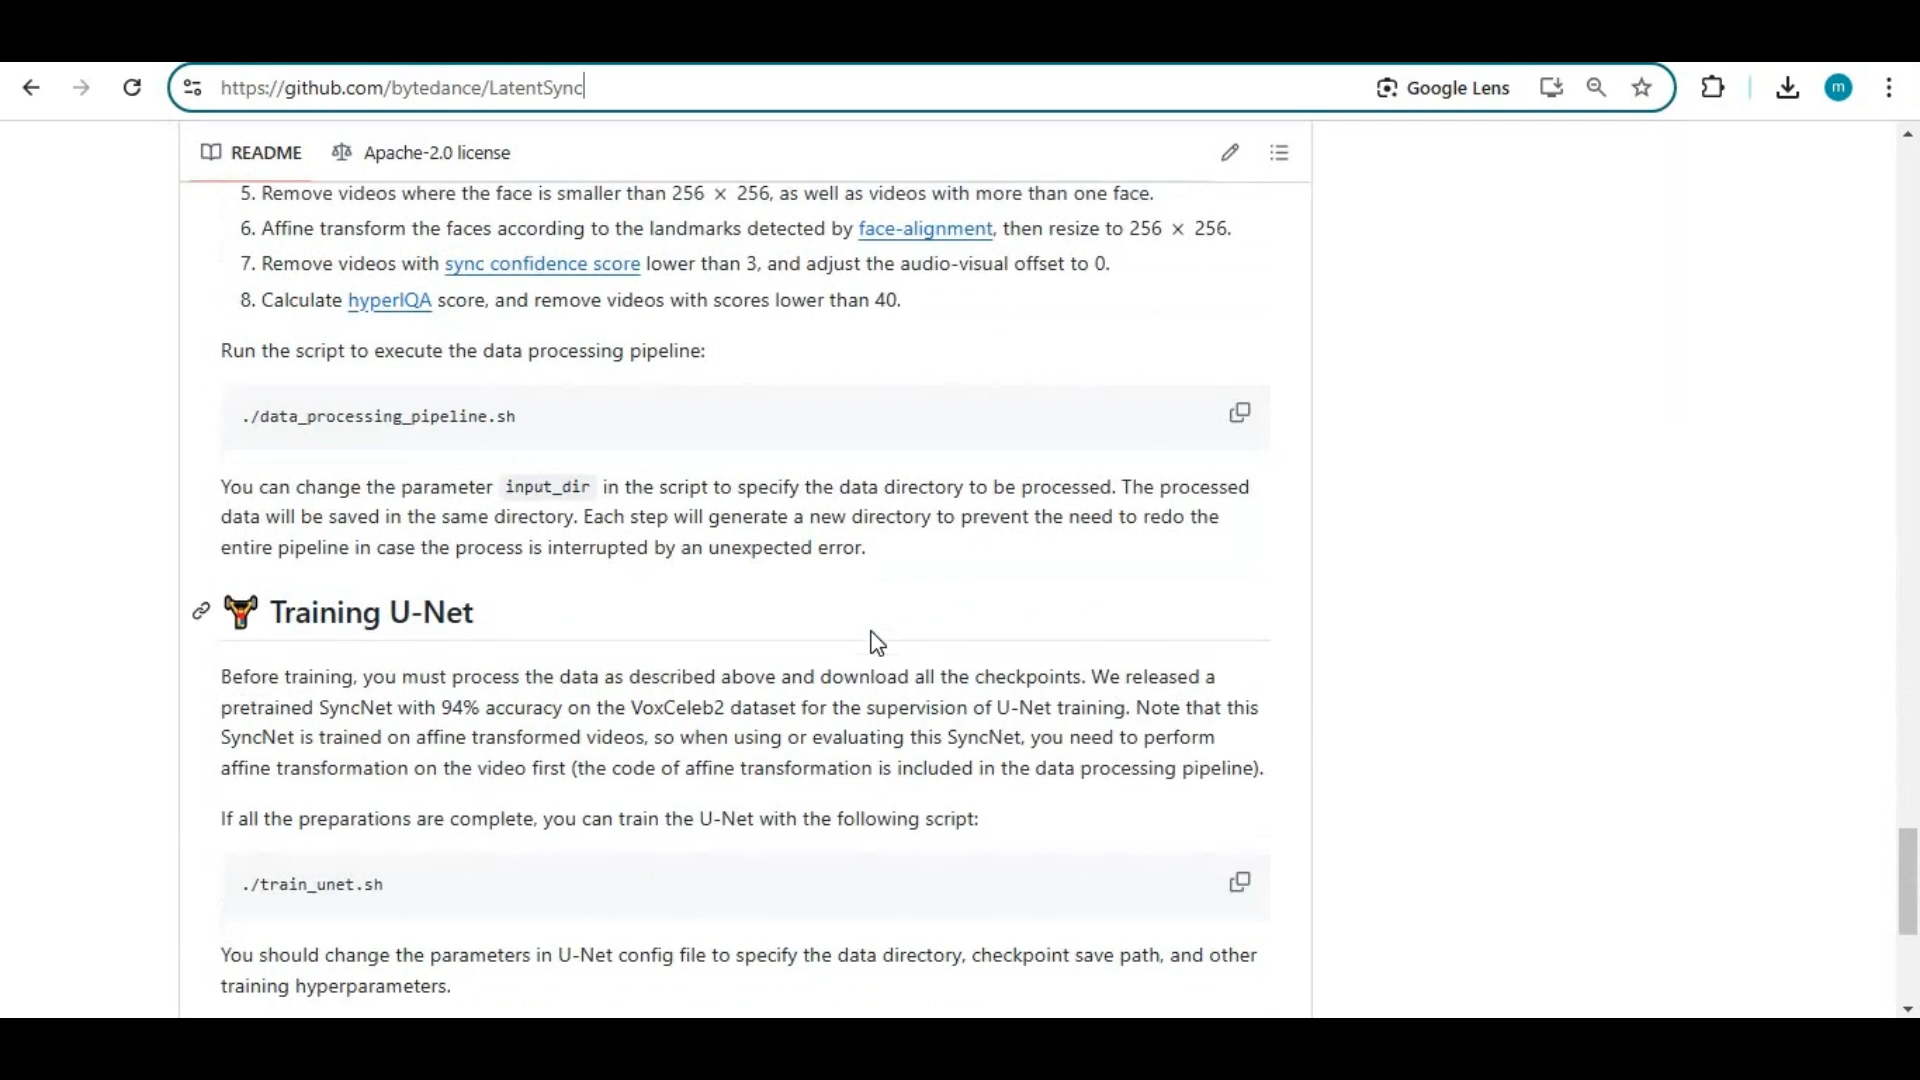 https://github.com/bytedance/LatentSync
Google Lens
m
README
Apache-2.0 license
5. Remove videos where the face is smaller than 256 × 256, as well as videos with more than one face.
6. Affine transform the faces according to the landmarks detected by face-alignment, then resize to 256 × 256.
7. Remove videos with sync confidence score lower than 3, and adjust the audio-visual offset to 0.
8. Calculate hyperIQA score, and remove videos with scores lower than 40.
Run the script to execute the data processing pipeline:
./data_processing_pipeline.sh
You can change the parameter input_dir in the script to specify the data directory to be processed. The processed
data will be saved in the same directory. Each step will generate a new directory to prevent the need to redo the
entire pipeline in case the process is interrupted by an unexpected error.
Training U-Net
Before training, you must process the data as described above and download all the checkpoints. We released a
pretrained SyncNet with 94% accuracy on the VoxCeleb2 dataset for the supervision of U-Net training. Note that this
SyncNet is trained on affine transformed videos, so when using or evaluating this SyncNet, you need to perform
affine transformation on the video first (the code of affine transformation is included in the data processing pipeline).
If all the preparations are complete, you can train the U-Net with the following script:
./train_unet.sh
You should change the parameters in U-Net config file to specify the data directory, checkpoint save path, and other
training hyperparameters.